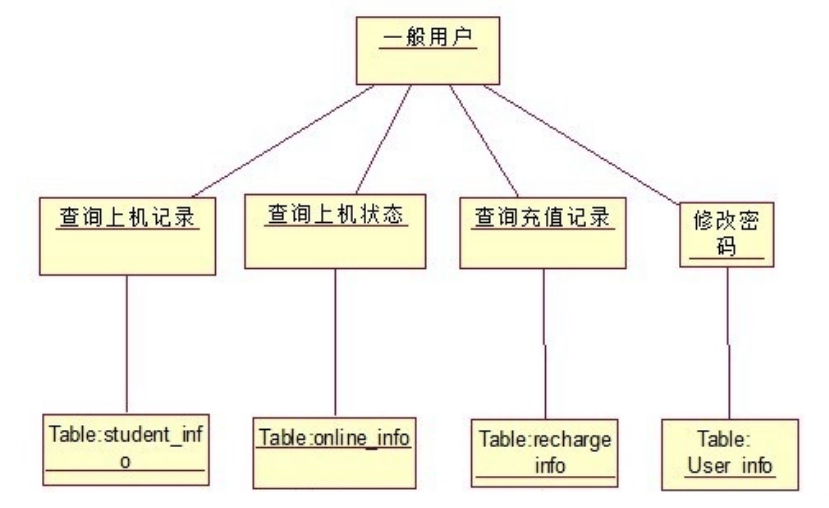 一般用户
查询上机记录
查询上机状态
查询充值记录
修改密
码
Table:student_inf
o
Table:online_info
Table:recharge
info
Table:
User info